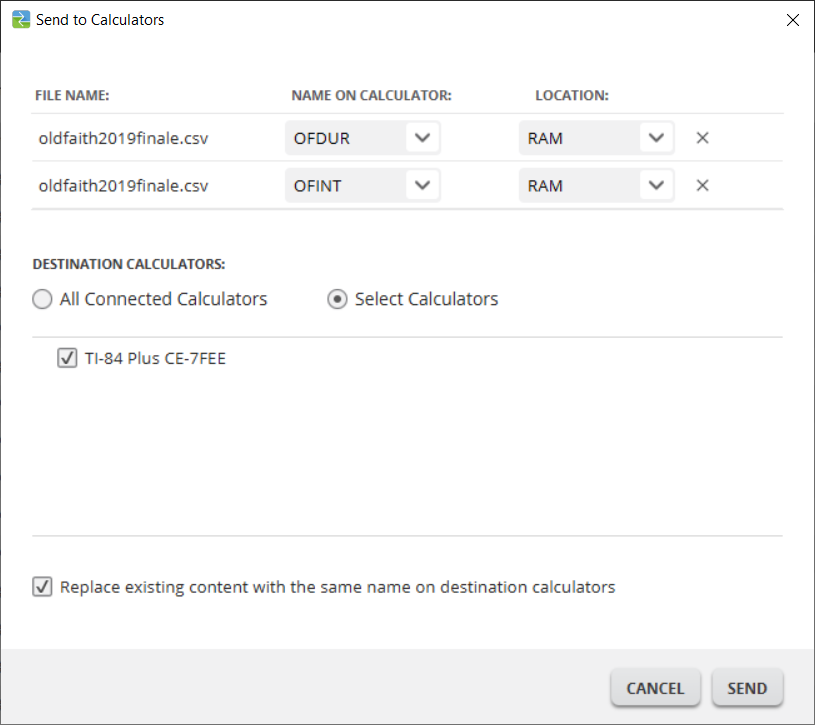 Send to Calculators
FILE NAME: NAME ON CALCULATOR: LOCATION:
oldfaith2019finale.csv OFDUR RAM
oldfaith2019finale.csv OFINT RAM
DESTINATION CALCULATORS:
All Connected Calculators Select Calculators
TI-84 Plus CE-7FEE
Replace existing content with the same name on destination calculators
CANCEL SEND